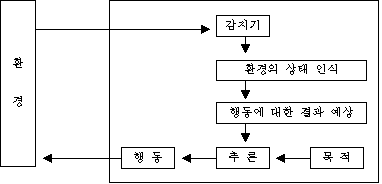 환
경
감지기
환경의 상태 인식
행동에 대한 결과 예상
행 동
추 론
목 적